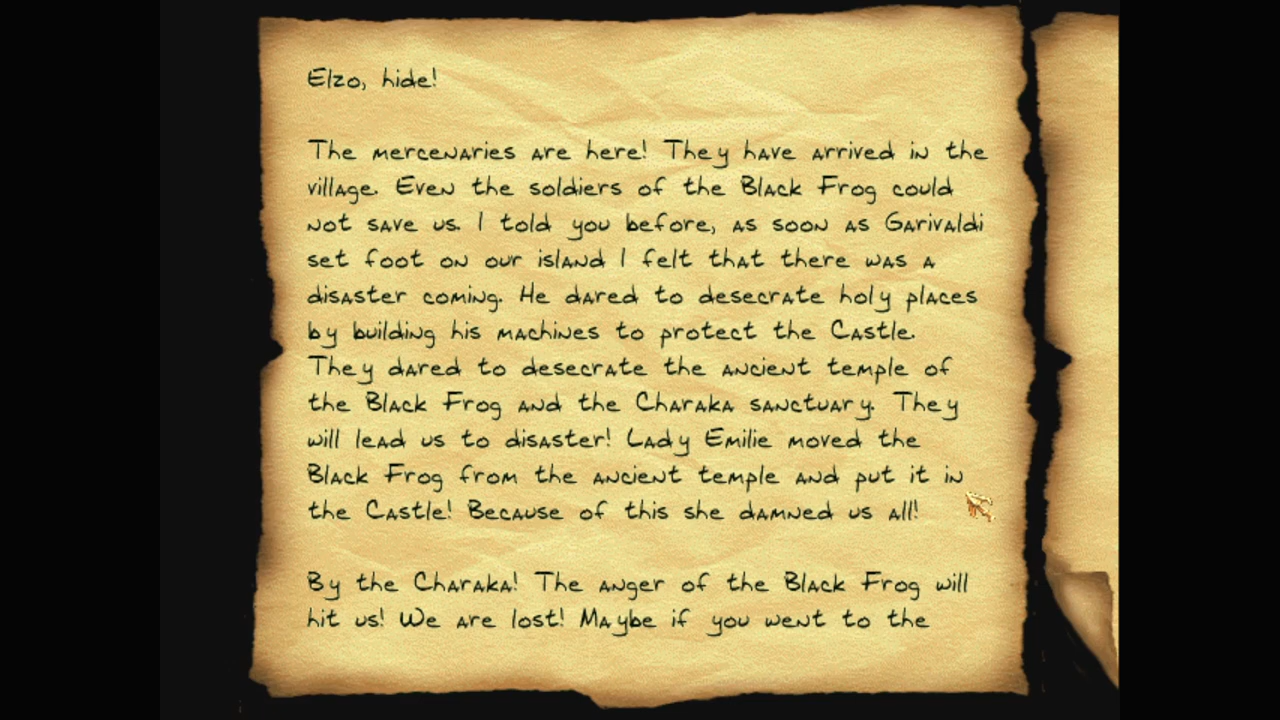 Elzo, hide!
The mercenaries are here! They have arrived in the
village. Even the soldiers of the Black Frog could
not save us. I told you before, as soon as Garivaldi
set foot on our island I felt that there was a
disaster coming. He dared to desecrate holy places
by building his machines to protect the Castle.
They dared to desecrate the ancient temple of
the Black Frog and the Charaka sanctuary. They
will lead us to disaster! Lady Emilie moved the
Black Frog from the ancient temple and put it in
the Castle! Because of this she damned us all!
By the Charaka! The anger of the Black Frog will
hit us! We are lost! Maybe if you went to the